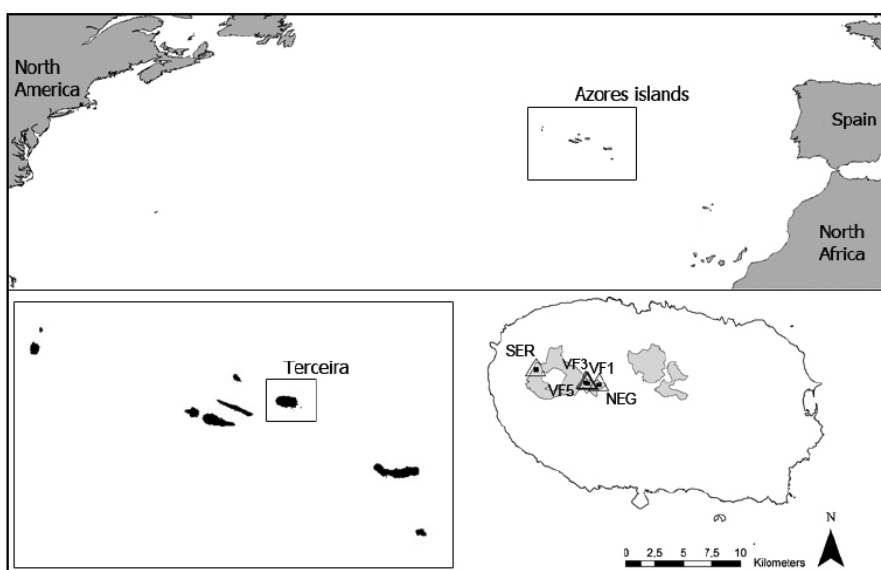 North
America
Azores islands
Spain
North
Africa
Terceira
SER
VF3
VF1
VF5
NEG
N
0 2,5 5 7,5 10
Kilometers